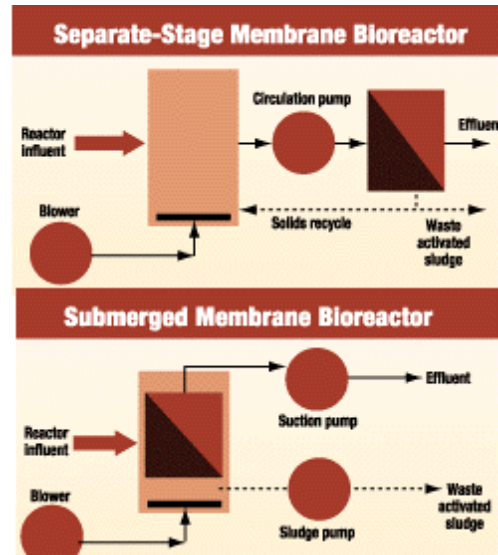 Separate-Stage Membrane Bioreactor
Circulation pump
Reactor
influent
Effluent
Blower
Solids recycle
Waste
activated
sludge
Submerged Membrane Bioreactor
Effluent
Suction pump
Reactor
influent
Blower
Sludge pump
Waste
activated
sludge